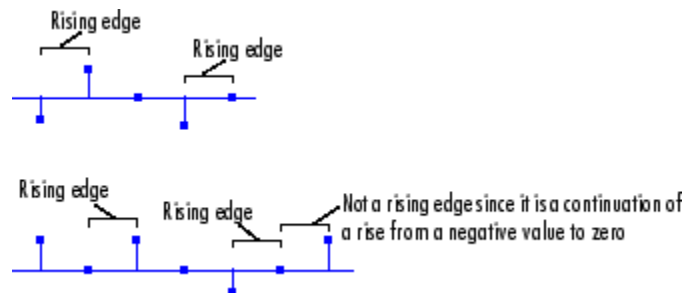 Rising edge
Rising edge
Rising edge
Rising edge
Not a rising edge since it is a continuation of
a rise from a negative value to zero